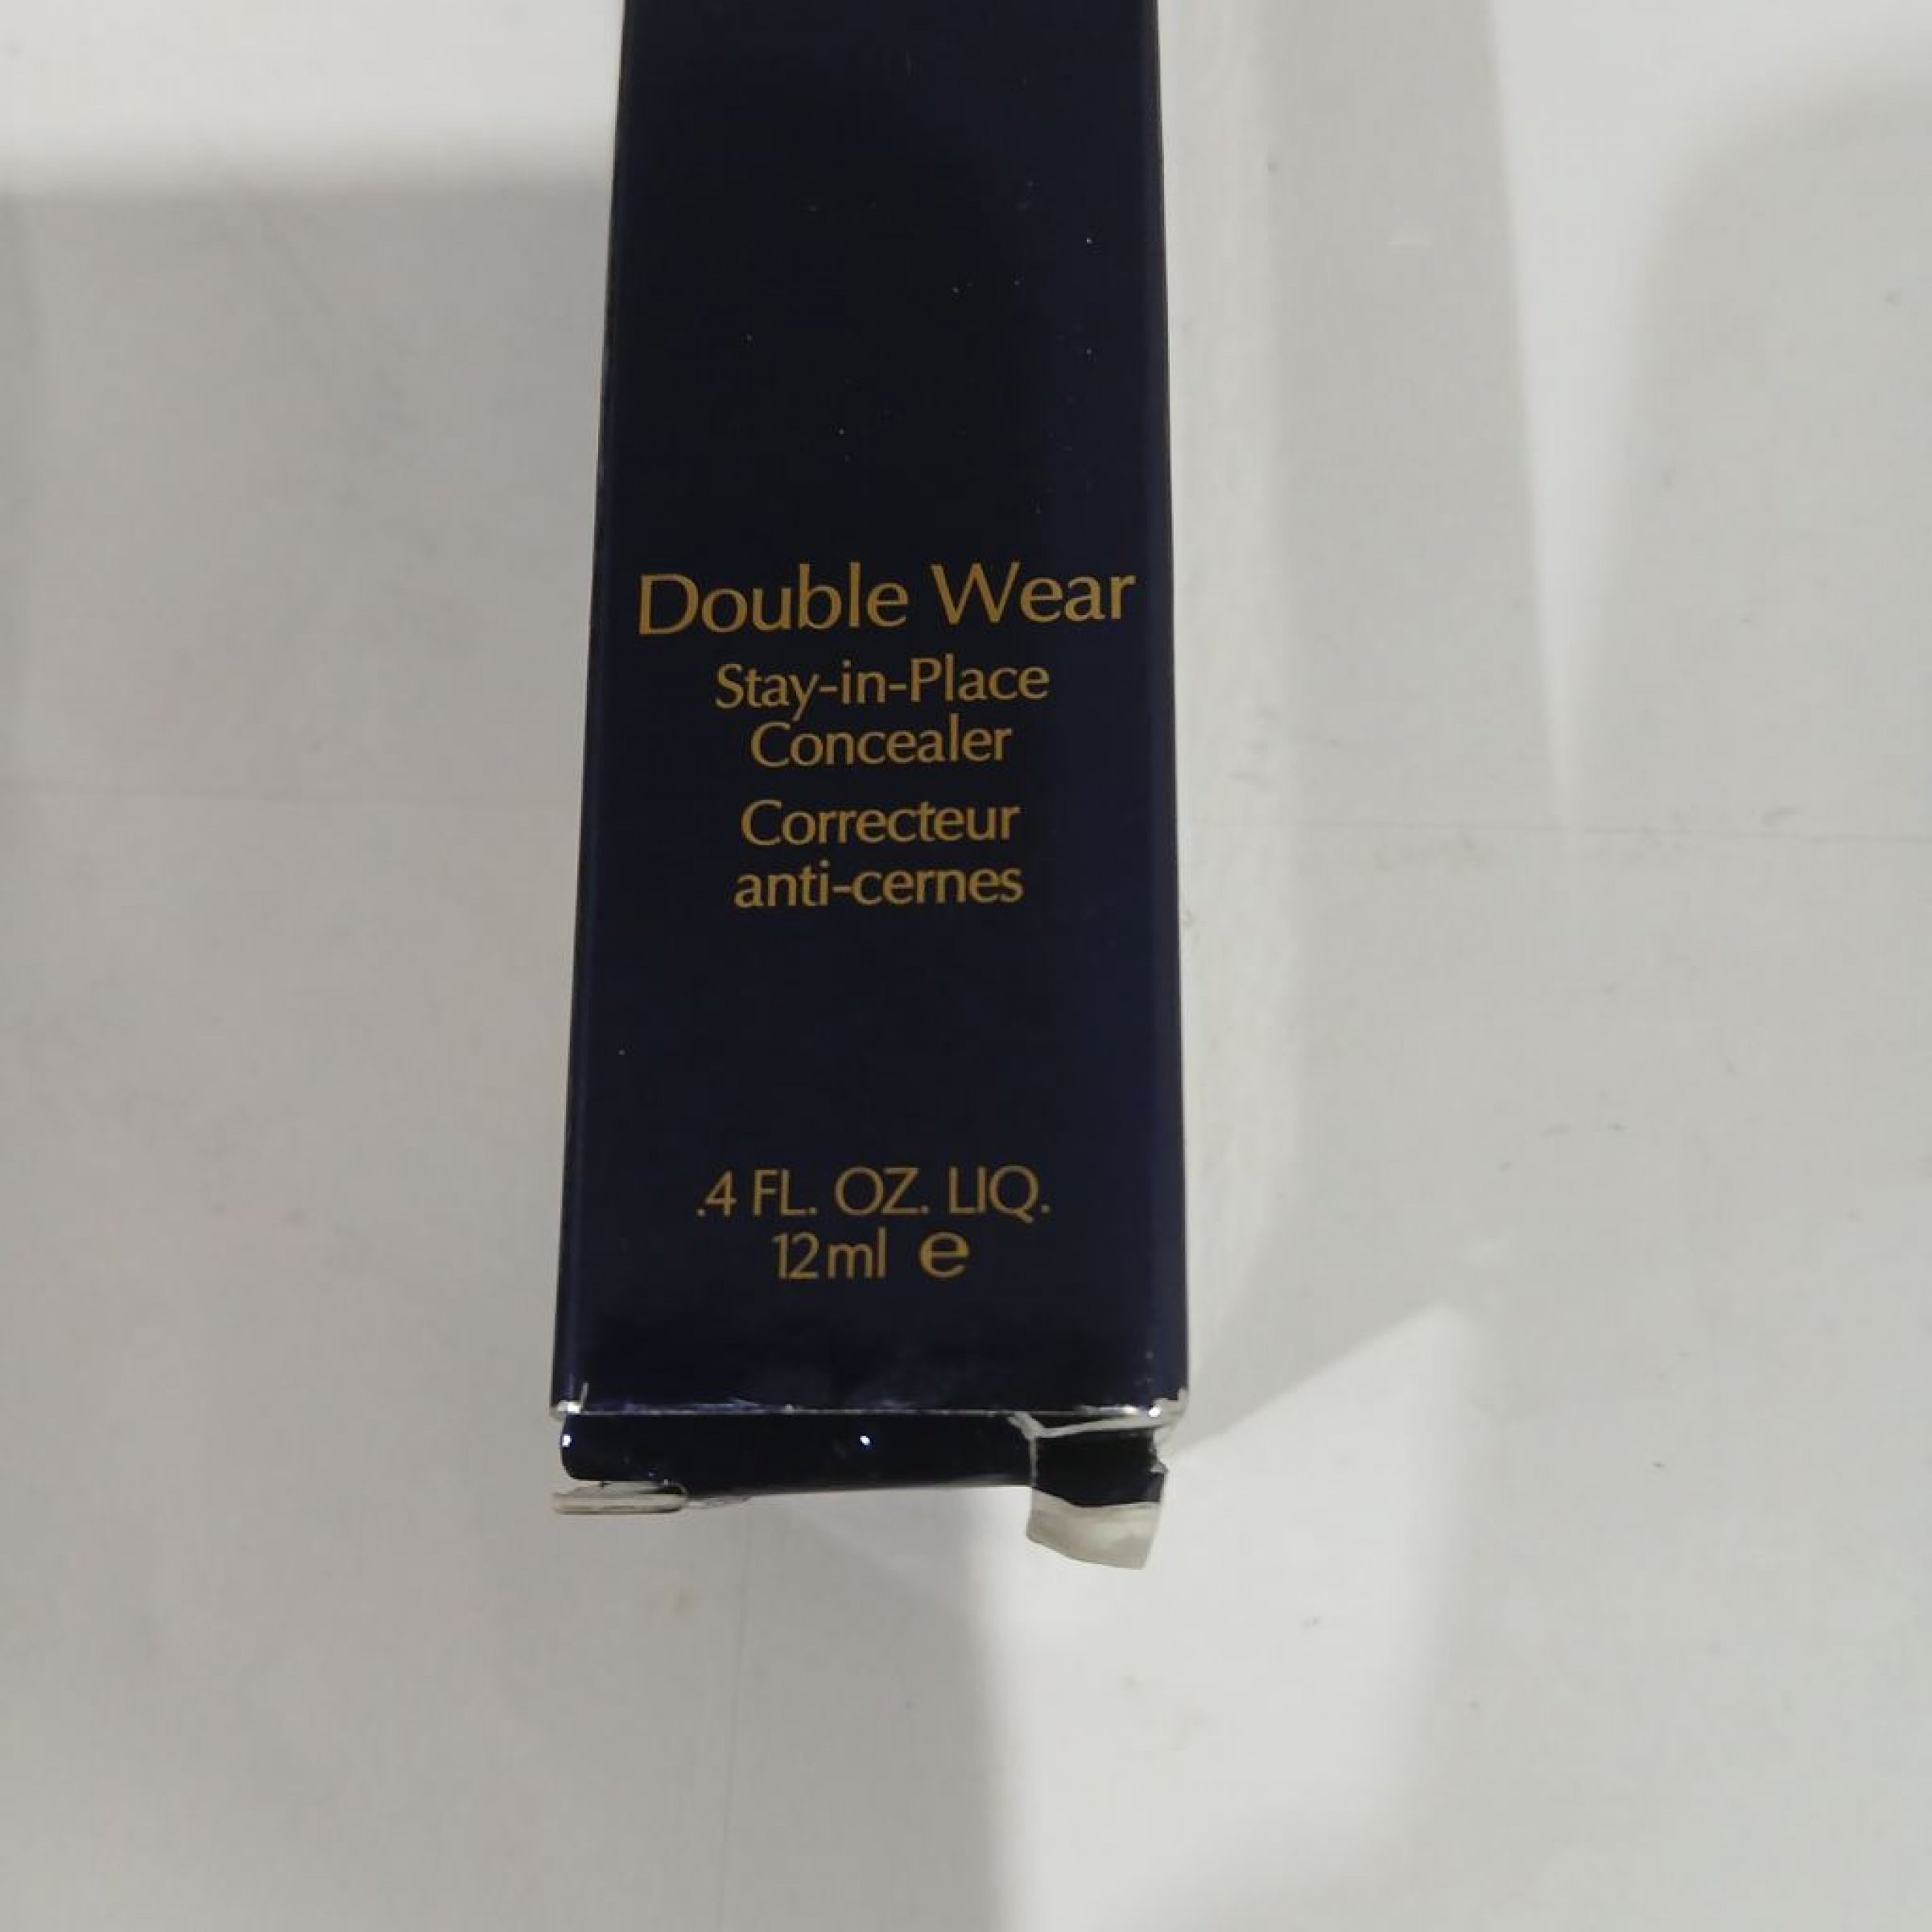 Double Wear
Stay-in-Place
Concealer
Correcteur
anti-cernes
.4 FL. OZ. LIQ.
12ml e